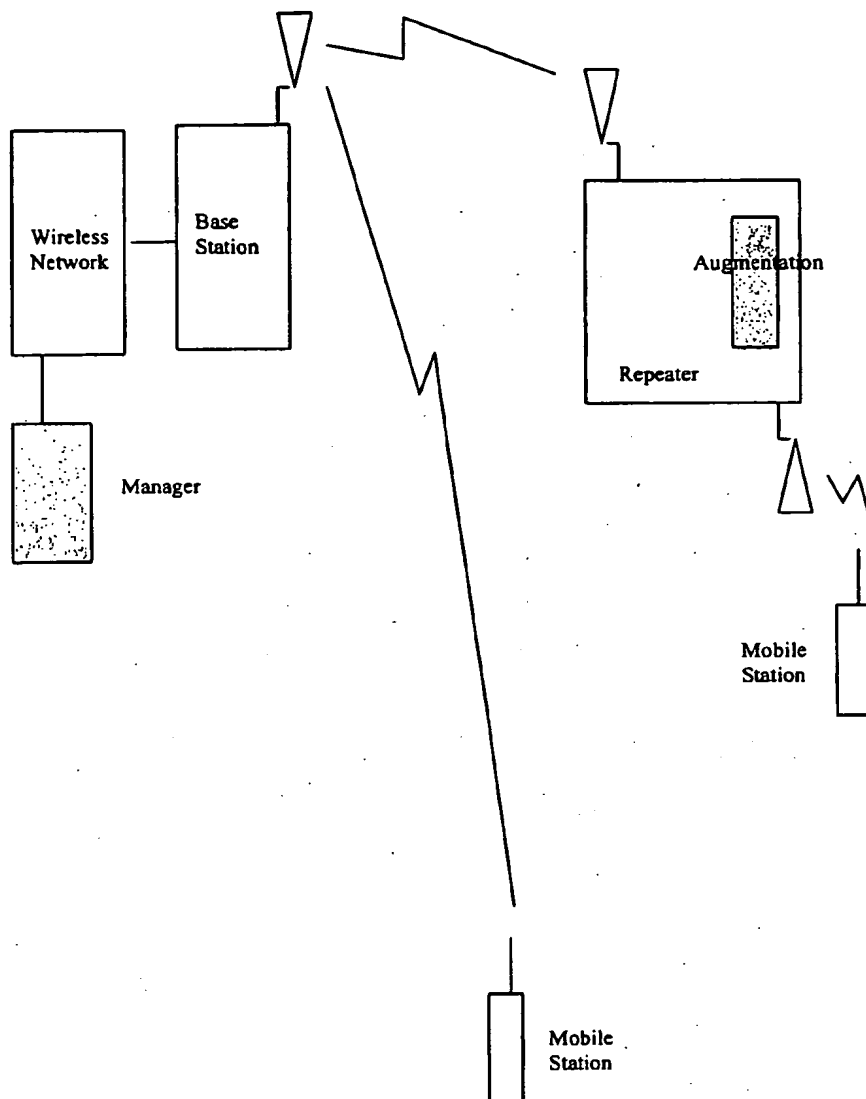 Wireless
Network
Base
Station
Augmentation
Repeater
Manager
Mobile
Station
Mobile
Station